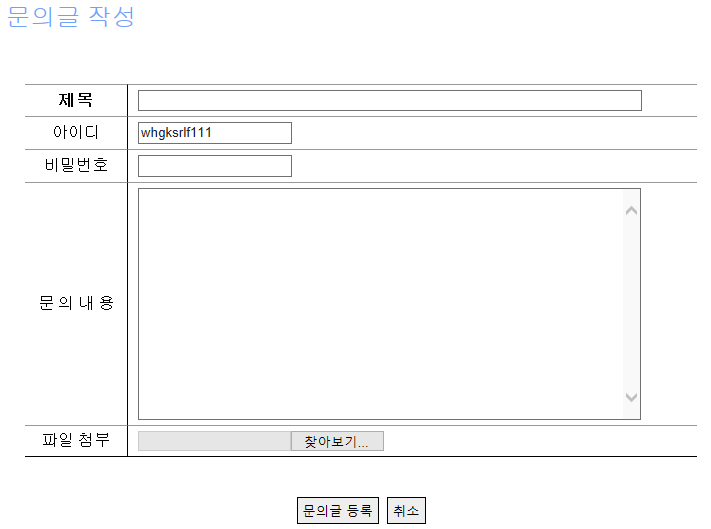 문의글 작성
제목
아이디 whgksrlf111
비밀번호
문의내용
파일 첨부 찾아보기...
문의글 등록 취소